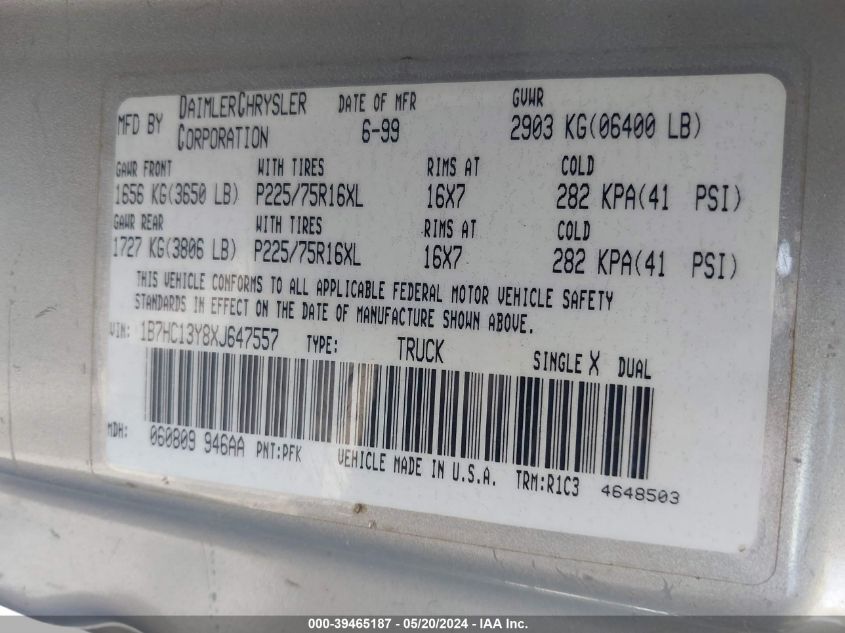 MFD BY DAIMLERCHRYSLER CORPORATION DATE OF MFR 6-99 GVWR 2903 KG(06400 LB)
GAWR FRONT WITH TIRES RIMS AT COLD
1656 KG(3650 LB) P225/75R16XL 16X7 282 KPA(41 PSI)
GAWR REAR WITH TIRES RIMS AT COLD
1727 KG(3806 LB) P225/75R16XL 16X7 282 KPA(41 PSI)
THIS VEHICLE CONFORMS TO ALL APPLICABLE FEDERAL MOTOR VEHICLE SAFETY
STANDARDS IN EFFECT ON THE DATE OF MANUFACTURE SHOWN ABOVE.
VIN: 1B7HC13Y8XJ647557 TYPE: TRUCK SINGLE X DUAL
MDH: 060809 946AA PNT:PFK VEHICLE MADE IN U.S.A. TRM:R1C3 4648503
000-39465187 - 05/20/2024 - IAA Inc.